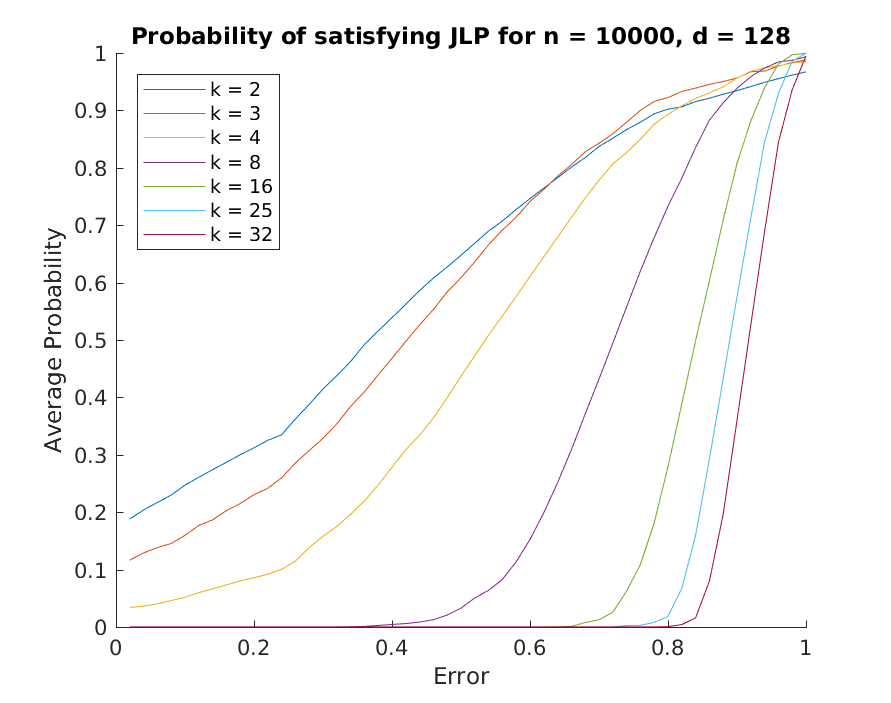 Probability of satisfying JLP for n = 10000, d = 128
1
k = 2
k = 3
k = 4
k = 8
k = 16
k = 25
k = 32
0.9
0.8
0.7
0.6
0.5
0.4
0.3
0.2
0.1
0
Average Probability
0 0.2 0.4 0.6 0.8 1
Error